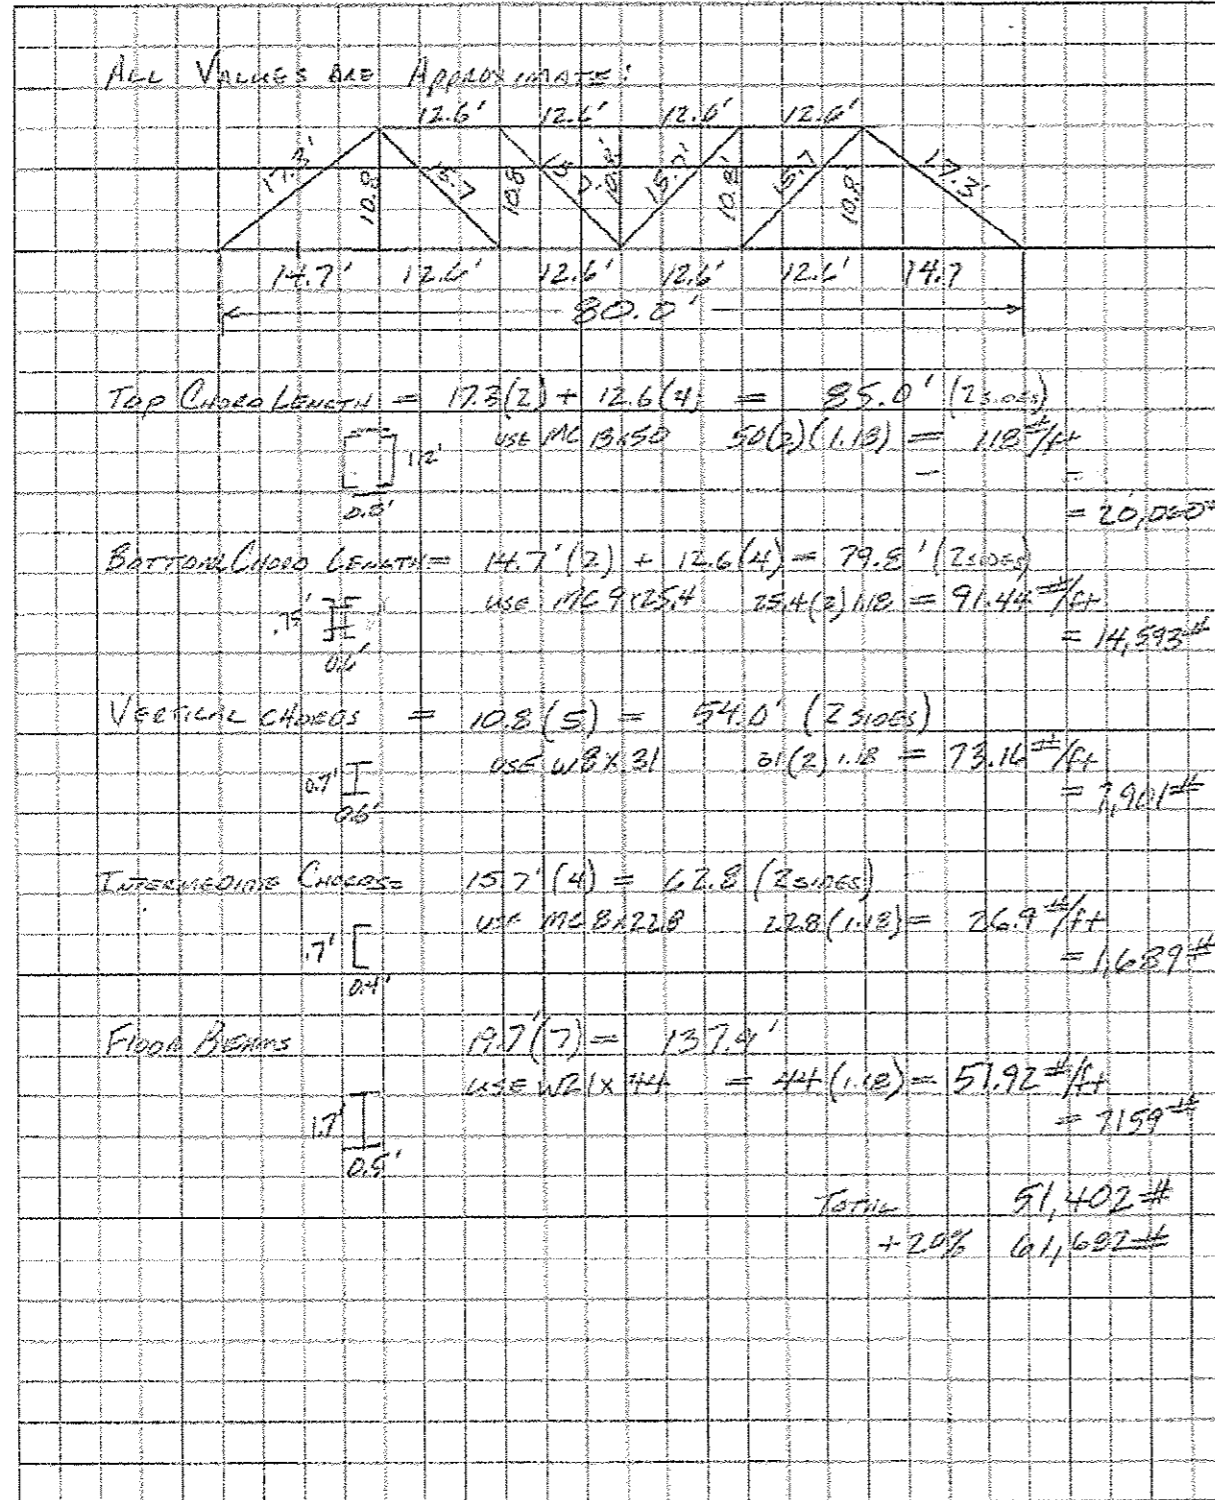 ALL VALUES ARE APPROXIMATE:
12.6' 12.6' 12.6' 12.6'
17.3' 10.8 15.7 10.8 15.7 10.8' 15.7' 10.8' 15.7 10.8 17.3'
14.7' 12.6' 12.6' 12.6' 12.6' 14.7
80.0'
TOP CHORD LENGTH = 17.3(2) + 12.6(4) = 85.0' (2 SIDES)
USE MC 13x50 50(2)(1.18) = 118#/ft
1.2'
0.8'
= 20,060#
BOTTOM CHORD LENGTH = 14.7'(2) + 12.6(4) = 79.8' (2 SIDES)
USE MC 9x25.4 25.4(2)1.18 = 91.44#/ft
.75'
= 14,593#
0.6'
VERTICAL CHORDS = 10.8(5) = 54.0' (2 SIDES)
USE W8X31 31(2)1.18 = 73.16#/ft
0.7'
= 7,901#
0.6'
INTERMEDIATE CHORDS= 15.7'(4) = 62.8 (2 SIDES)
USE MC 8x22.8 22.8(1.18) = 26.9#/ft
.7'
= 1,689#
0.4'
FLOOR BEAMS 19.7'(7) = 137.9'
USE W21X44 = 44(1.18) = 51.92#/ft
1.7'
= 7159#
0.5'
TOTAL 51,402#
+20% 61,682#